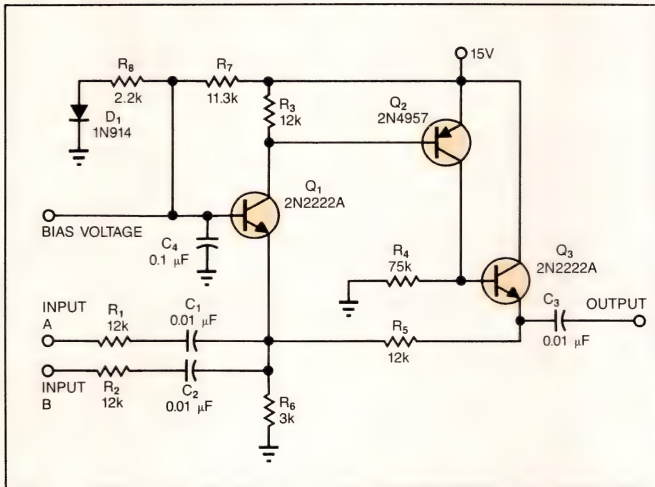 15V
R8
2.2k
R7
11.3k
D1
1N914
R3
12k
Q2
2N4957
Q1
2N2222A
BIAS VOLTAGE
C4
0.1 µF
R4
75k
Q3
2N2222A
INPUT
A
R1
12k
C1
0.01 µF
R5
12k
C3
0.01 µF
OUTPUT
INPUT
B
R2
12k
C2
0.01 µF
R6
3k